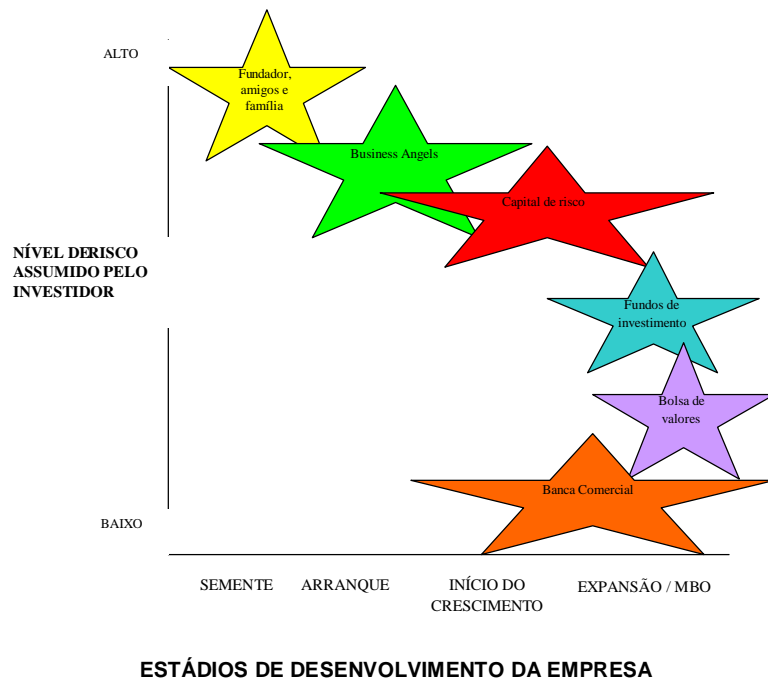 ALTO
Fundador,
amigos e
família
Business Angels
Capital de risco
NÍVEL DERISCO
ASSUMIDO PELO
INVESTIDOR
Fundos de
investimento
Bolsa de
valores
Banca Comercial
BAIXO
SEMENTE
ARRANQUE
INÍCIO DO
CRESCIMENTO
EXPANSÃO / MBO
ESTÁDIOS DE DESENVOLVIMENTO DA EMPRESA